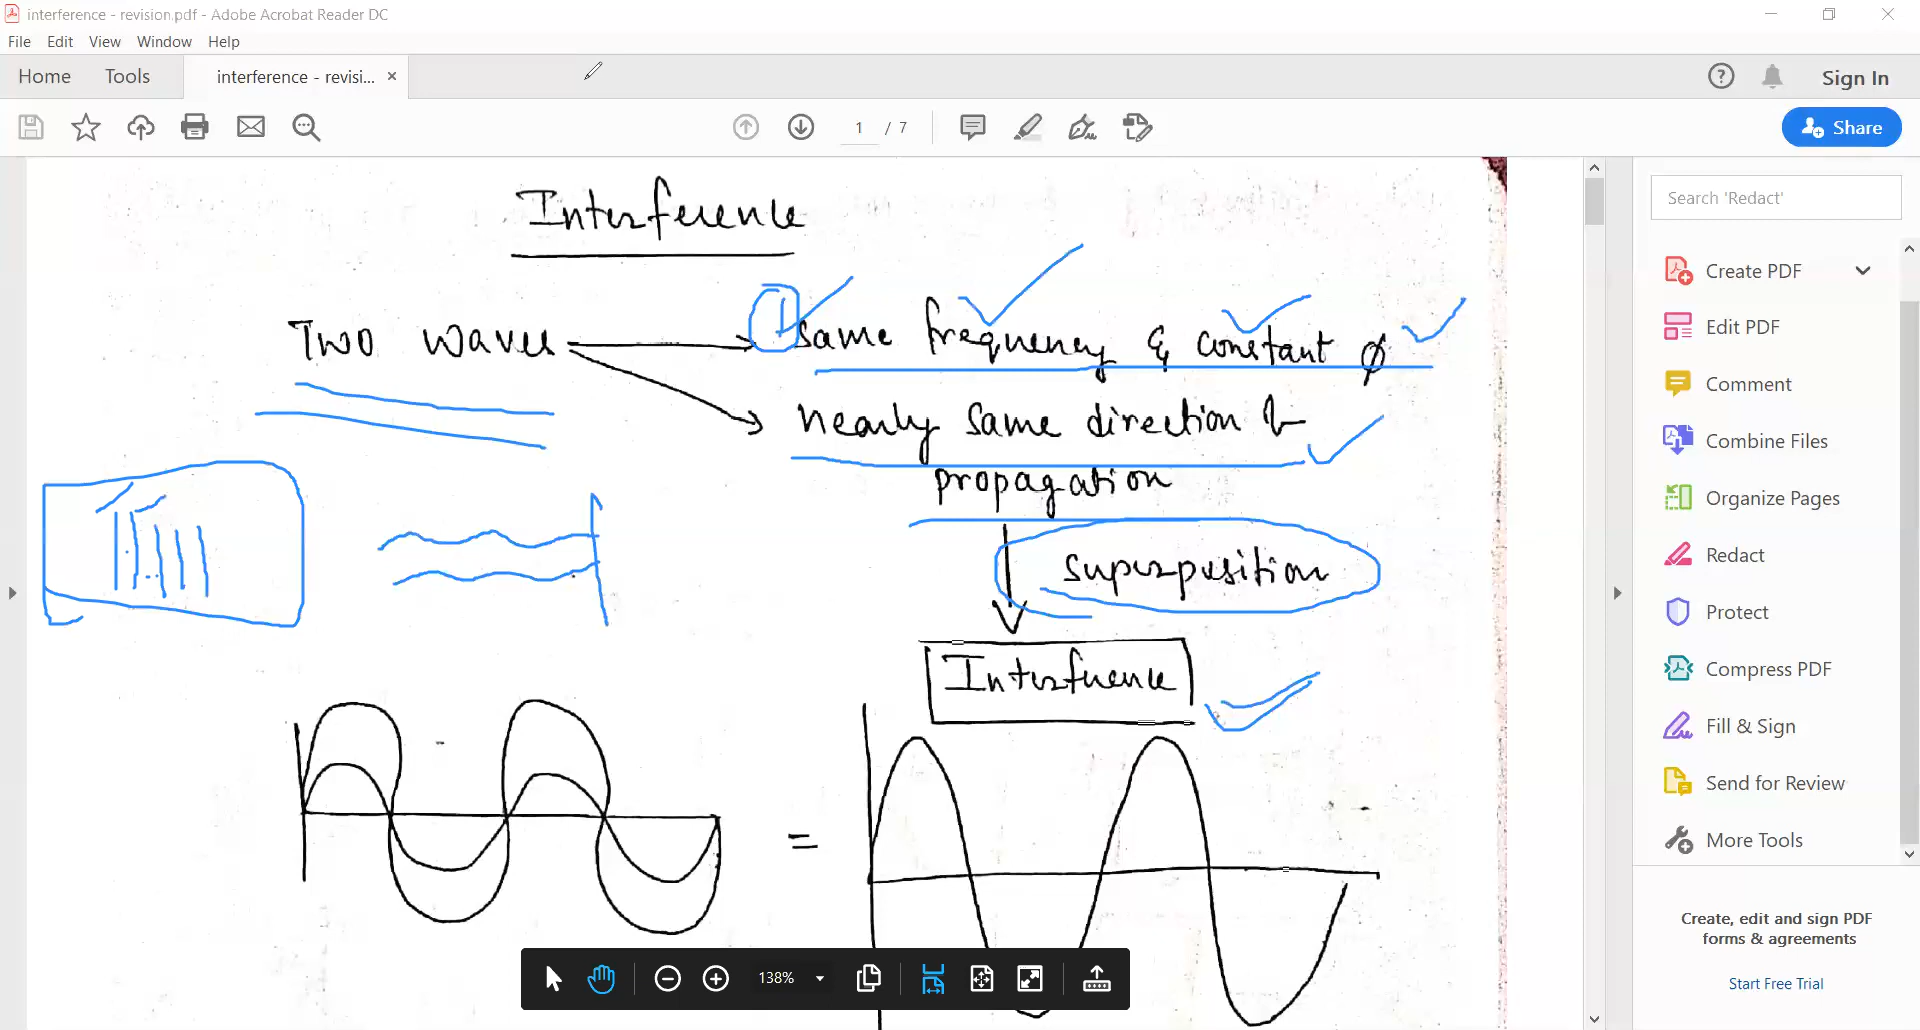 interference - revision.pdf - Adobe Acrobat Reader DC
File Edit View Window Help
Home Tools interference - revisi... ×
? Sign In
1 / 7
Share
Interference
Two waves
1 same frequency & constant ϕ
nearly same direction of
propagation
superposition
Interference
=
138%
Search 'Redact'
Create PDF
Edit PDF
Comment
Combine Files
Organize Pages
Redact
Protect
Compress PDF
Fill & Sign
Send for Review
More Tools
Create, edit and sign PDF
forms & agreements
Start Free Trial